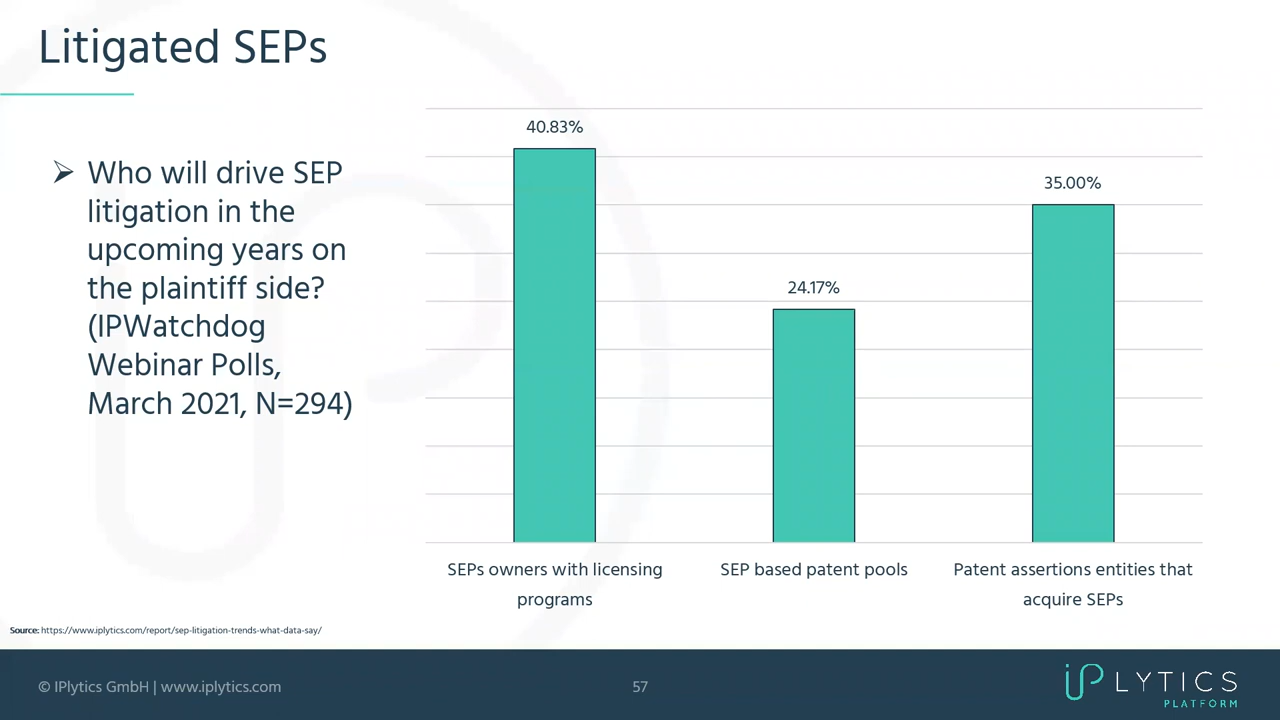 Litigated SEPs
➢ Who will drive SEP
litigation in the
upcoming years on
the plaintiff side?
(IPWatchdog
Webinar Polls,
March 2021, N=294)
40.83%
24.17%
35.00%
SEPs owners with licensing
programs
SEP based patent pools
Patent assertions entities that
acquire SEPs
Source: https://www.iplytics.com/report/sep-litigation-trends-what-data-say/
© IPlytics GmbH | www.iplytics.com
57
iPLYTICS
PLATFORM